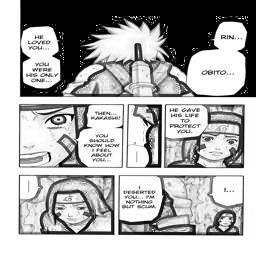 RIN...
OBITO...
HE
LOVED
YOU...
YOU
WERE
HIS ONLY
ONE...
HE GAVE
HIS LIFE
TO
PROTECT
YOU.
THEN...
KAKASHI!
YOU
SHOULD
KNOW HOW
I FEEL
ABOUT
YOU...
I...
I
DESERTED
YOU... I'M
NOTHING
BUT SCUM.